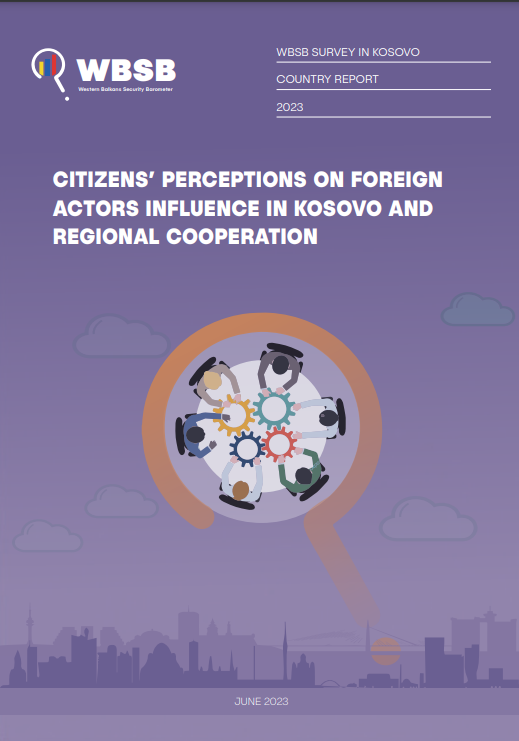 WBSB
Western Balkans Security Barometer
WBSB SURVEY IN KOSOVO
COUNTRY REPORT
2023
CITIZENS' PERCEPTIONS ON FOREIGN
ACTORS INFLUENCE IN KOSOVO AND
REGIONAL COOPERATION
JUNE 2023